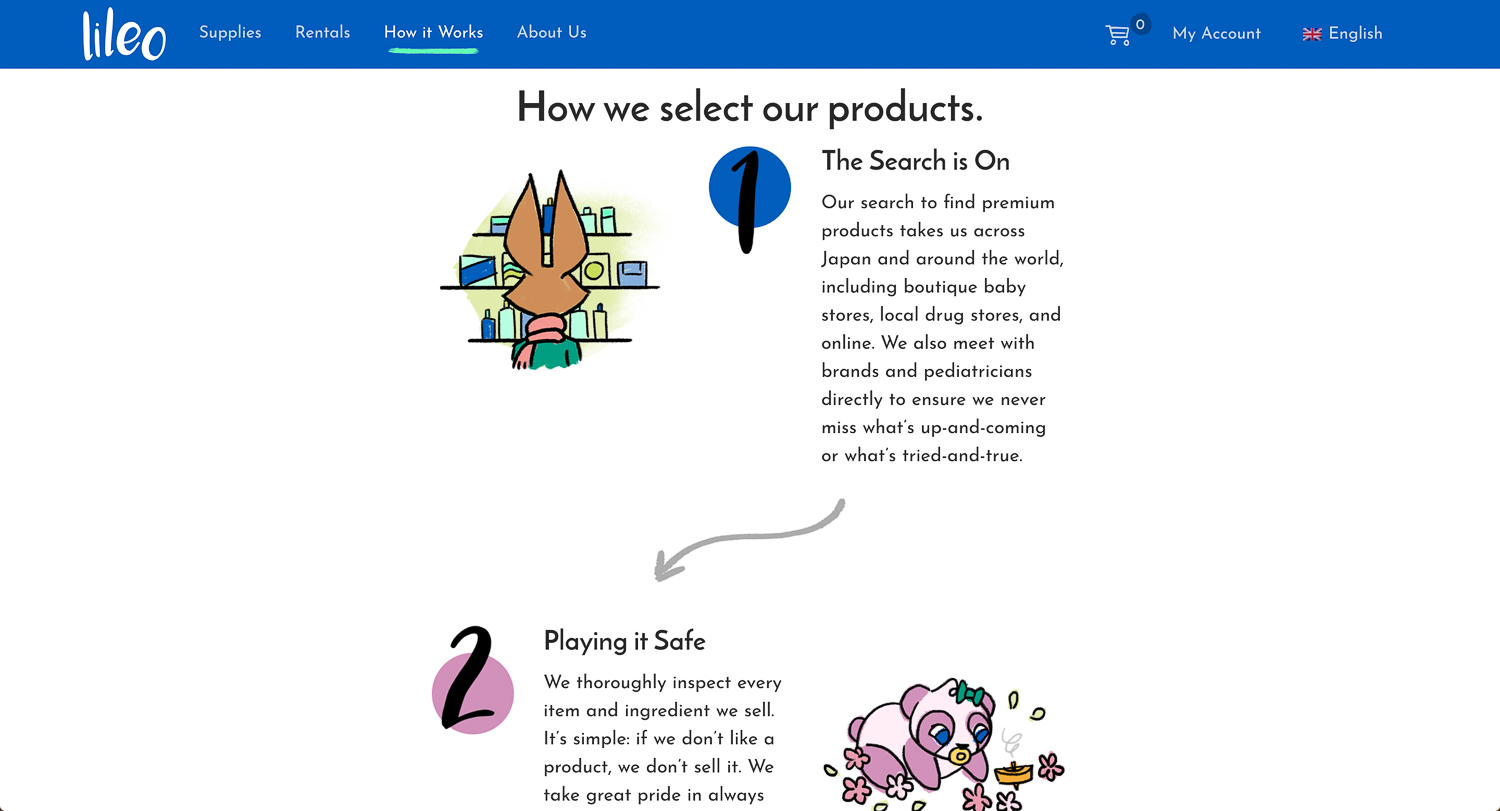 lileo
Supplies
Rentals
How it Works
About Us
0
My Account
English
How we select our products.
1
The Search is On
Our search to find premium
products takes us across
Japan and around the world,
including boutique baby
stores, local drug stores, and
online. We also meet with
brands and pediatricians
directly to ensure we never
miss what's up-and-coming
or what's tried-and-true.
2
Playing it Safe
We thoroughly inspect every
item and ingredient we sell.
It's simple: if we don't like a
product, we don't sell it. We
take great pride in always